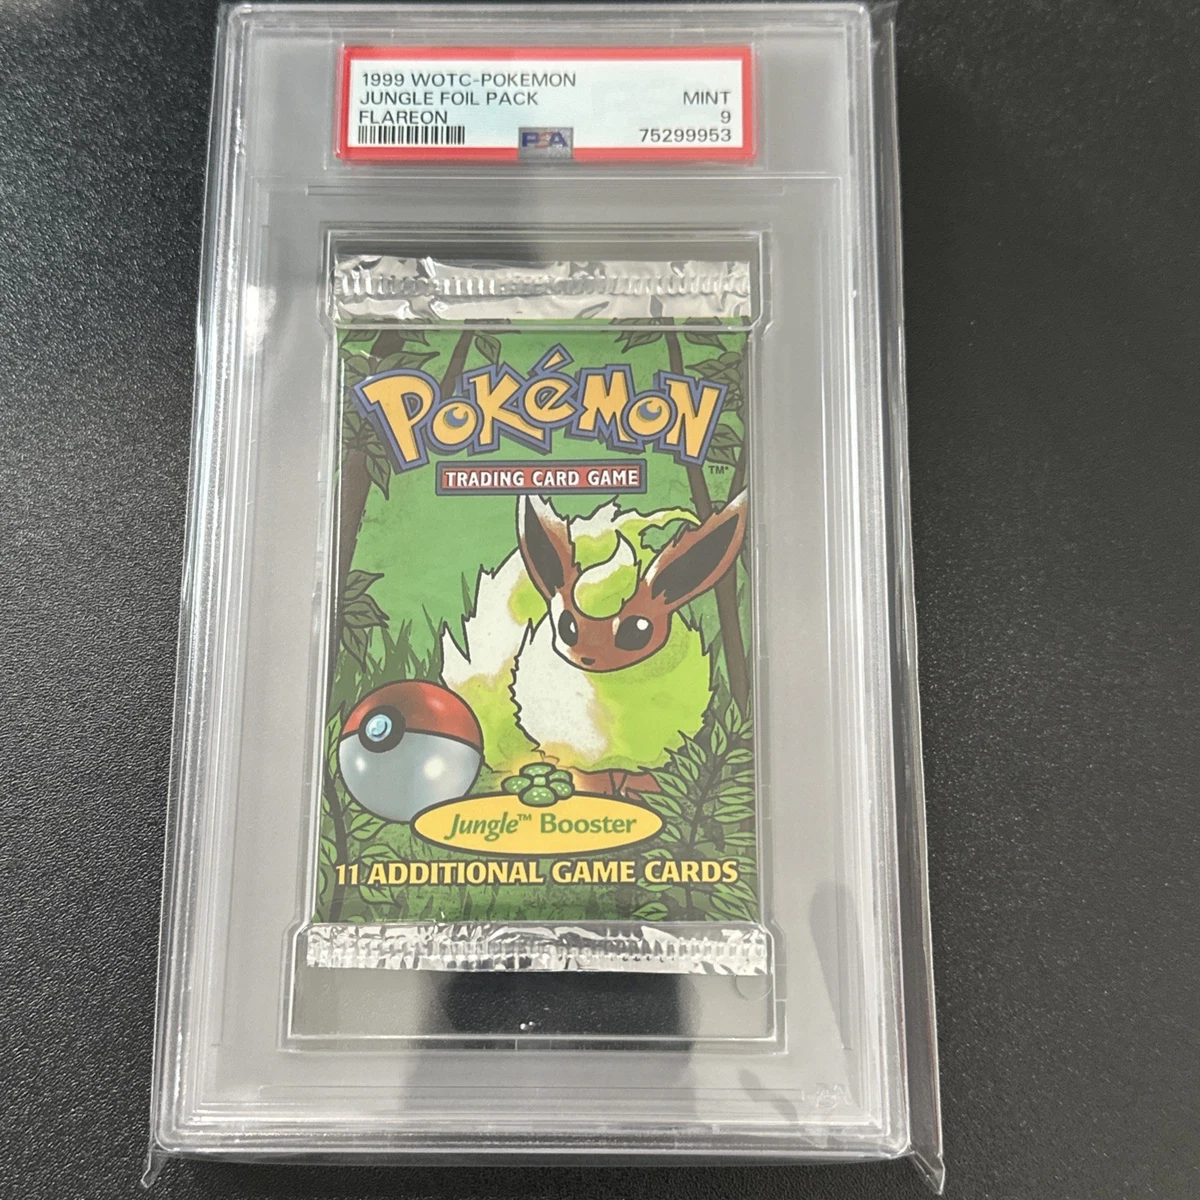 1999 WOTC-POKEMON
JUNGLE FOIL PACK
MINT
FLAREON
9
PSA
75299953
POKéMON
™
TRADING CARD GAME
Jungle™ Booster
11 ADDITIONAL GAME CARDS